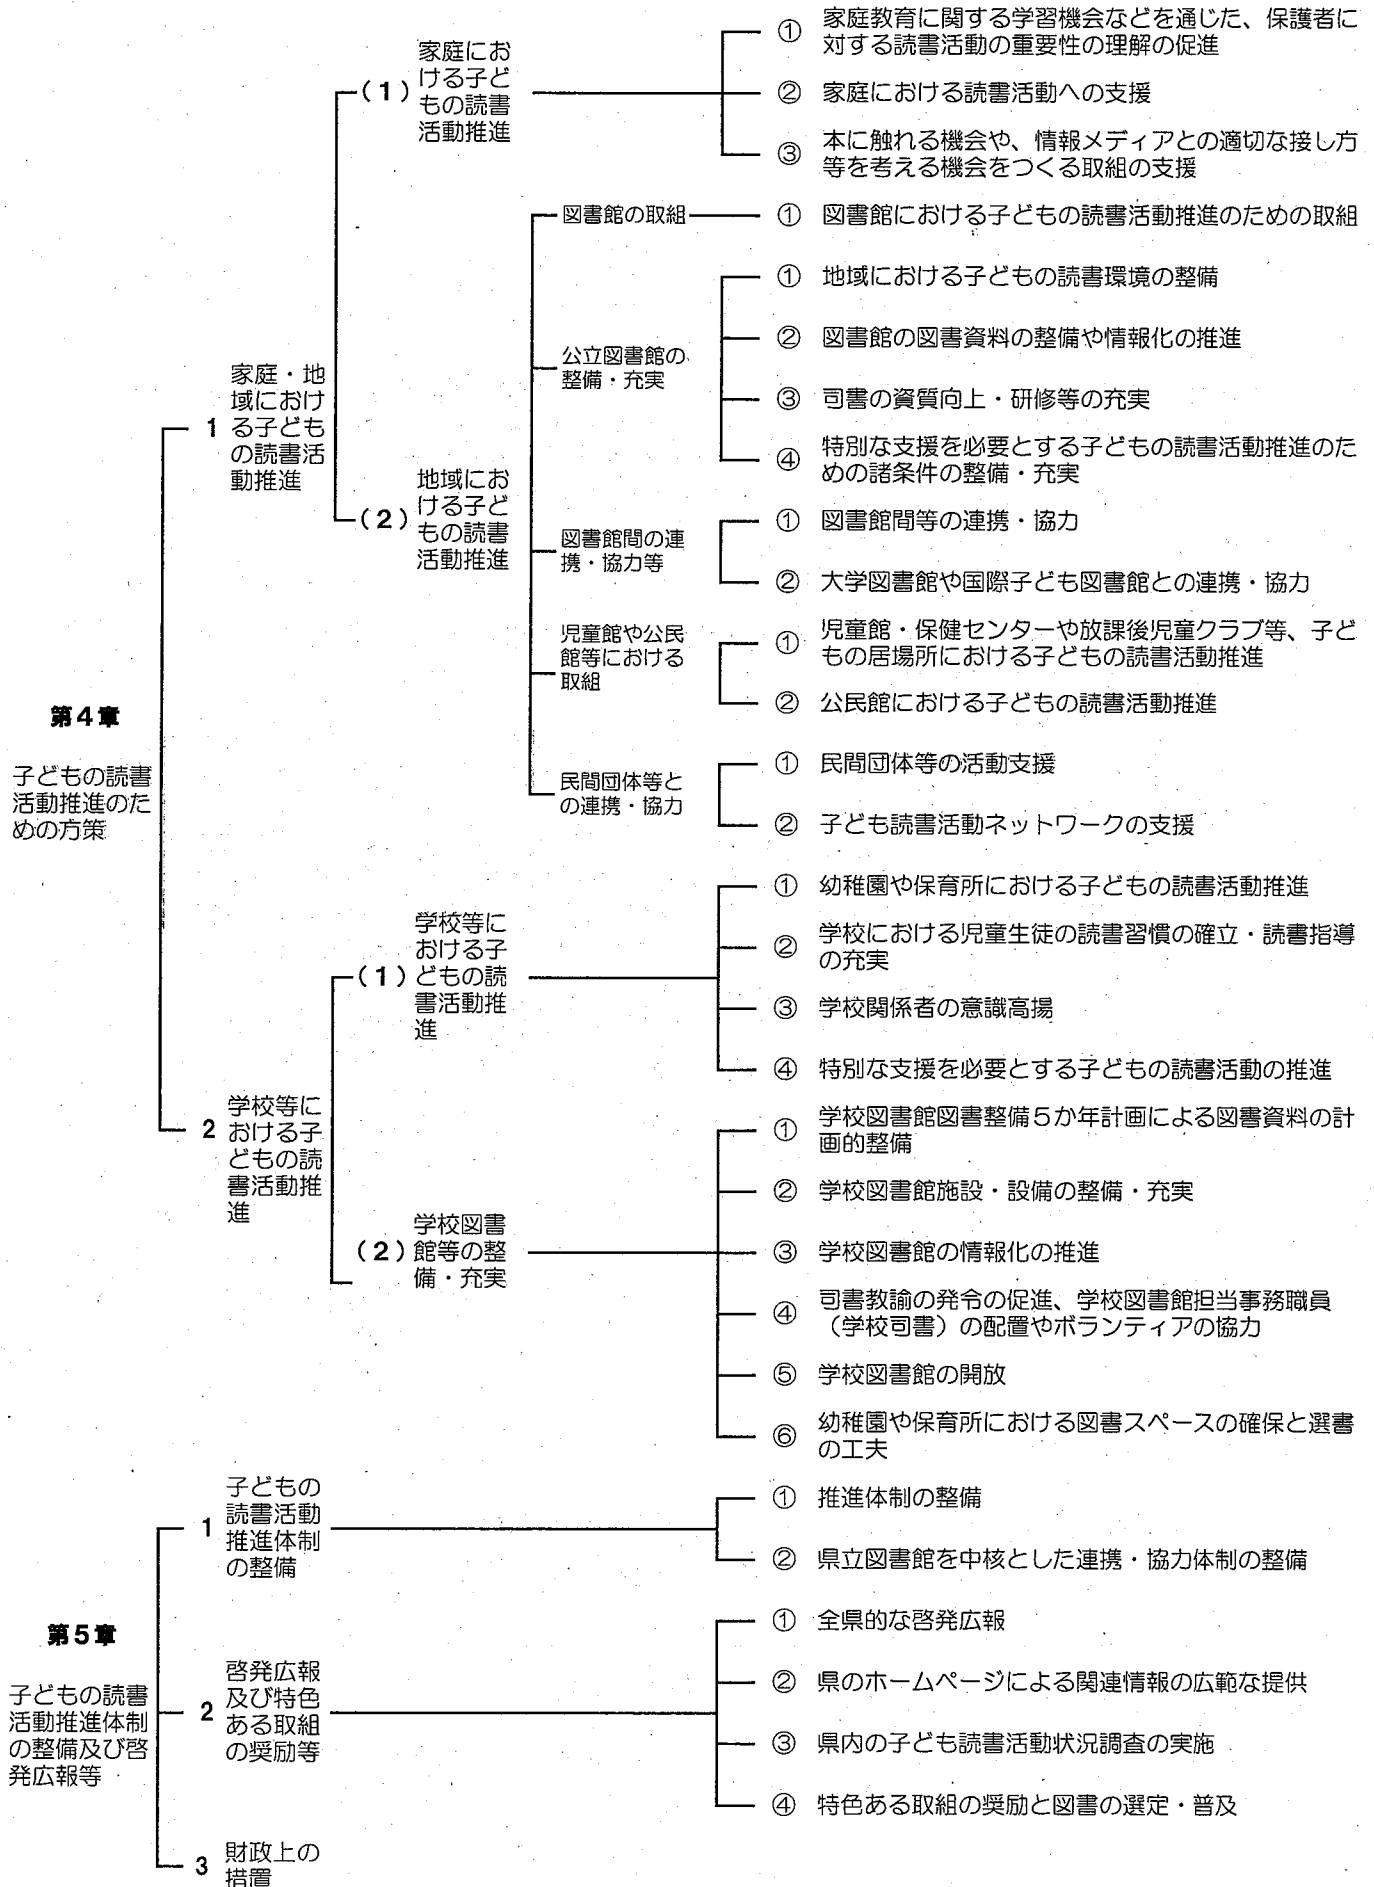 第4章
子どもの読書
活動推進のた
めの方策
1
家庭・地
域におけ
る子ども
の読書活
動推進
(1)
家庭にお
ける子ど
もの読書
活動推進
① 家庭教育に関する学習機会などを通じた、保護者に
対する読書活動の重要性の理解の促進
② 家庭における読書活動への支援
③ 本に触れる機会や、情報メディアとの適切な接し方
等を考える機会をつくる取組の支援
(2)
地域にお
ける子ど
もの読書
活動推進
図書館の取組
① 図書館における子どもの読書活動推進のための取組
公立図書館の
整備・充実
① 地域における子どもの読書環境の整備
② 図書館の図書資料の整備や情報化の推進
③ 司書の資質向上・研修等の充実
④ 特別な支援を必要とする子どもの読書活動推進のた
めの諸条件の整備・充実
図書館間の連
携・協力等
① 図書館間等の連携・協力
② 大学図書館や国際子ども図書館との連携・協力
児童館や公民
館等における
取組
① 児童館・保健センターや放課後児童クラブ等、子ど
もの居場所における子どもの読書活動推進
② 公民館における子どもの読書活動推進
民間団体等と
の連携・協力
① 民間団体等の活動支援
② 子ども読書活動ネットワークの支援
2
学校等に
おける子
どもの読
書活動推
進
(1)
学校等に
おける子
どもの読
書活動推
進
① 幼稚園や保育所における子どもの読書活動推進
② 学校における児童生徒の読書習慣の確立・読書指導
の充実
③ 学校関係者の意識高揚
④ 特別な支援を必要とする子どもの読書活動の推進
(2)
学校図書
館等の整
備・充実
① 学校図書館図書整備5か年計画による図書資料の計
画的整備
② 学校図書館施設・設備の整備・充実
③ 学校図書館の情報化の推進
④ 司書教諭の発令の促進、学校図書館担当事務職員
（学校司書）の配置やボランティアの協力
⑤ 学校図書館の開放
⑥ 幼稚園や保育所における図書スペースの確保と選書
の工夫
第5章
子どもの読書
活動推進体制
の整備及び啓
発広報等
1
子どもの
読書活動
推進体制
の整備
① 推進体制の整備
② 県立図書館を中核とした連携・協力体制の整備
2
啓発広報
及び特色
ある取組
の奨励等
① 全県的な啓発広報
② 県のホームページによる関連情報の広範な提供
③ 県内の子ども読書活動状況調査の実施
④ 特色ある取組の奨励と図書の選定・普及
3
財政上の
措置